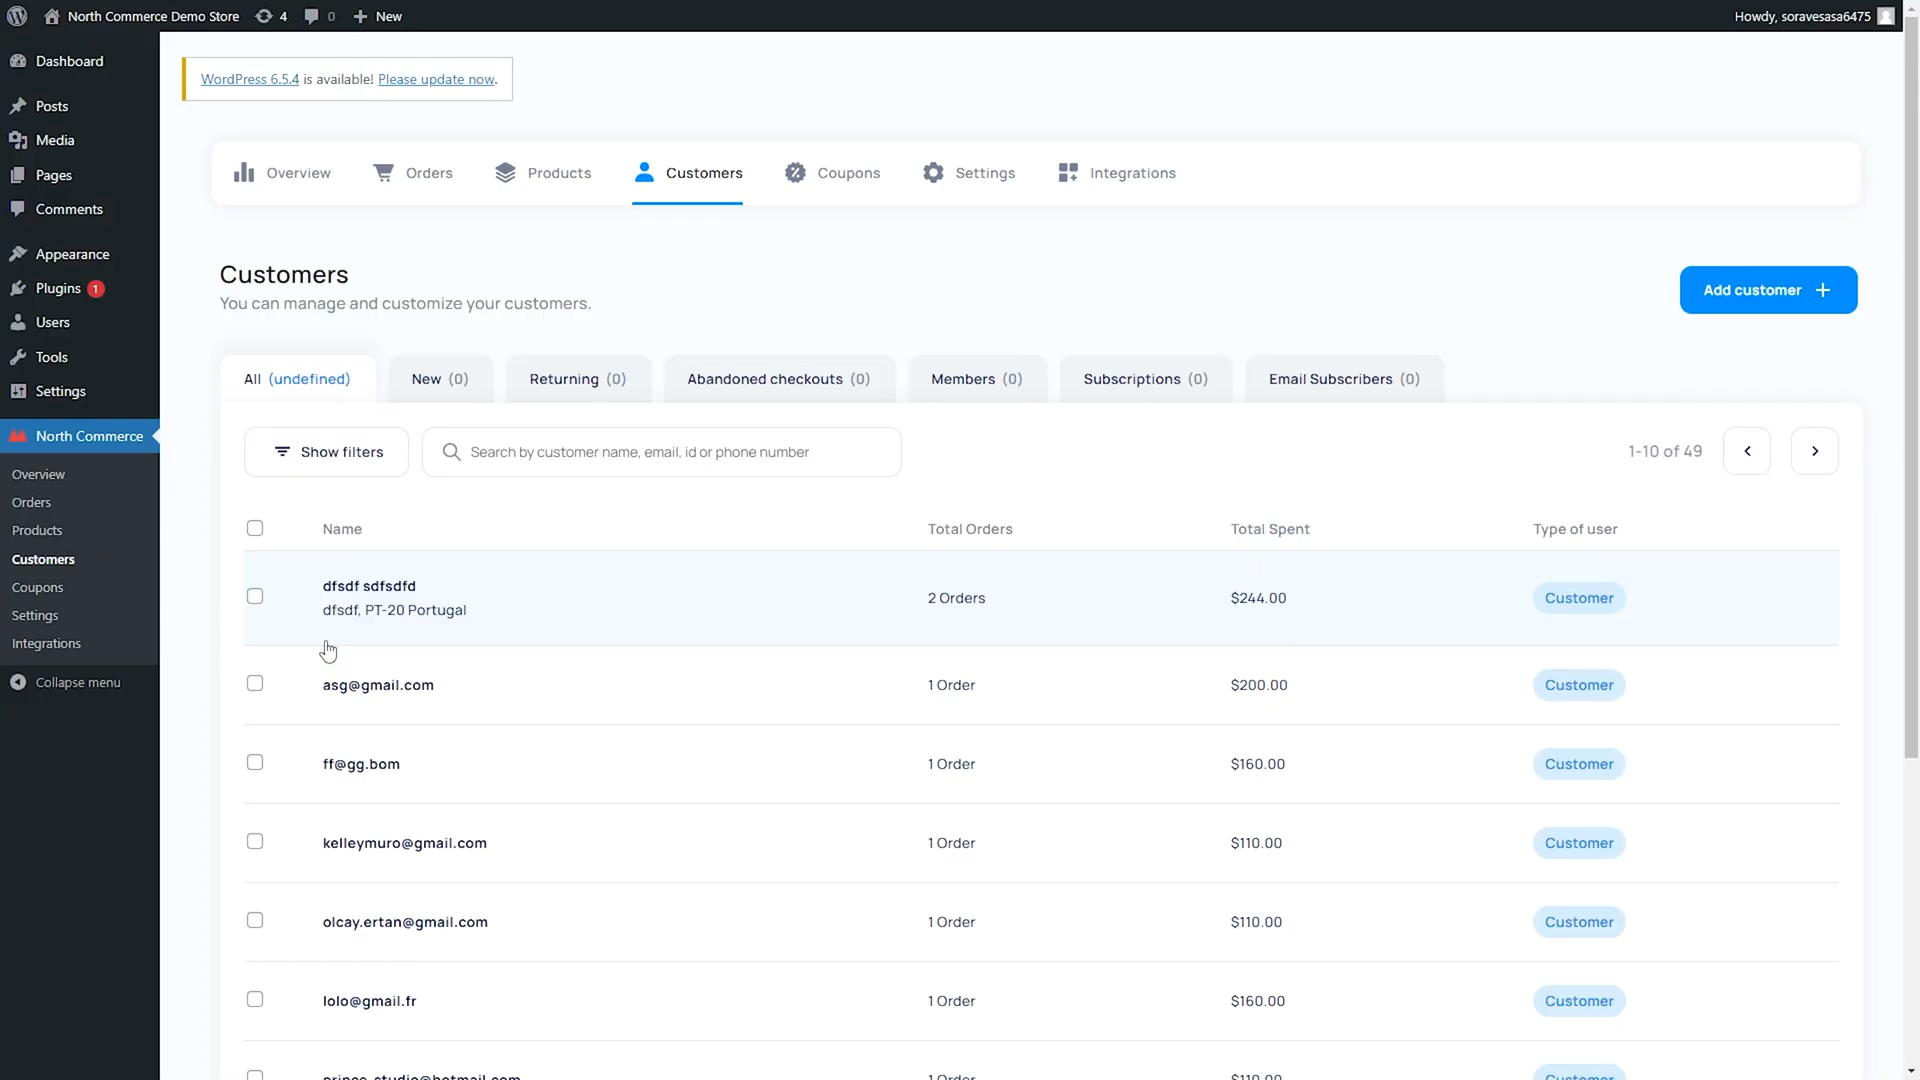 North Commerce Demo Store 4 0 New Howdy, soravesasa6475
Dashboard
Posts
Media
Pages
Comments
Appearance
Plugins 1
Users
Tools
Settings
North Commerce
Overview
Orders
Products
Customers
Coupons
Settings
Integrations
Collapse menu
WordPress 6.5.4 is available! Please update now.
Overview Orders Products Customers Coupons Settings Integrations
Customers
You can manage and customize your customers.
Add customer
All (undefined) New (0) Returning (0) Abandoned checkouts (0) Members (0) Subscriptions (0) Email Subscribers (0)
Show filters Search by customer name, email, id or phone number 1-10 of 49
Name Total Orders Total Spent Type of user
dfsdf sdfsdfd
dfsdf, PT-20 Portugal
2 Orders $244.00 Customer
asg@gmail.com 1 Order $200.00 Customer
ff@gg.bom 1 Order $160.00 Customer
kelleymuro@gmail.com 1 Order $110.00 Customer
olcay.ertan@gmail.com 1 Order $110.00 Customer
lolo@gmail.fr 1 Order $160.00 Customer
1 Order $110.00 Customer